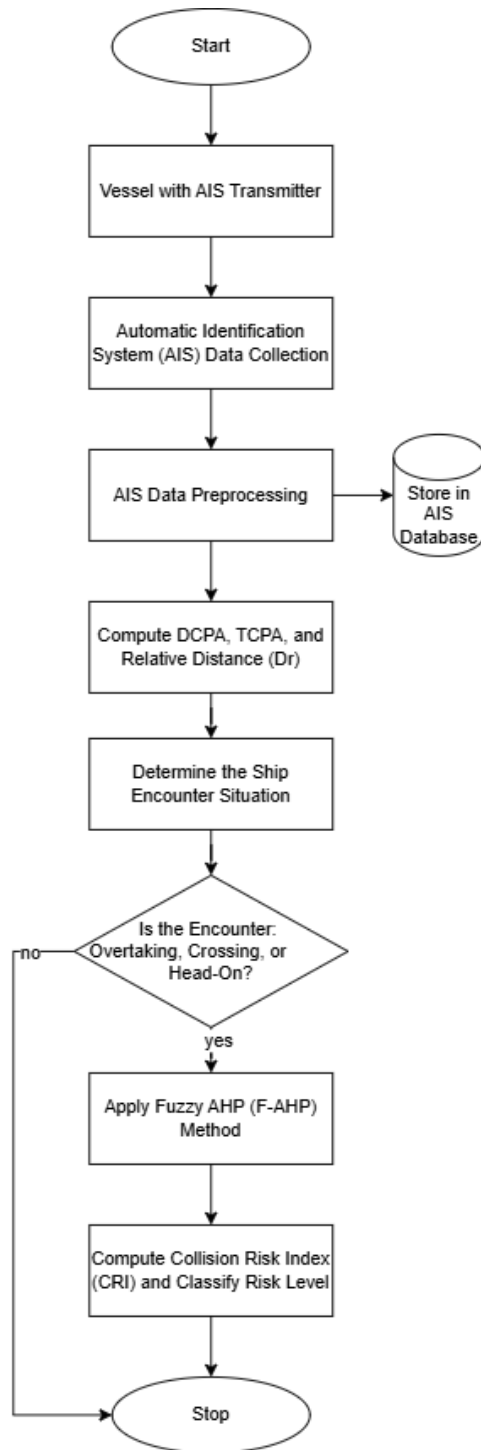 Start
Vessel with AIS Transmitter
Automatic Identification
System (AIS) Data Collection
AIS Data Preprocessing
Store in
AIS
Database
Compute DCPA, TCPA, and
Relative Distance (Dr)
Determine the Ship
Encounter Situation
Is the Encounter:
Overtaking, Crossing, or
Head-On?
no
yes
Apply Fuzzy AHP (F-AHP)
Method
Compute Collision Risk Index
(CRI) and Classify Risk Level
Stop